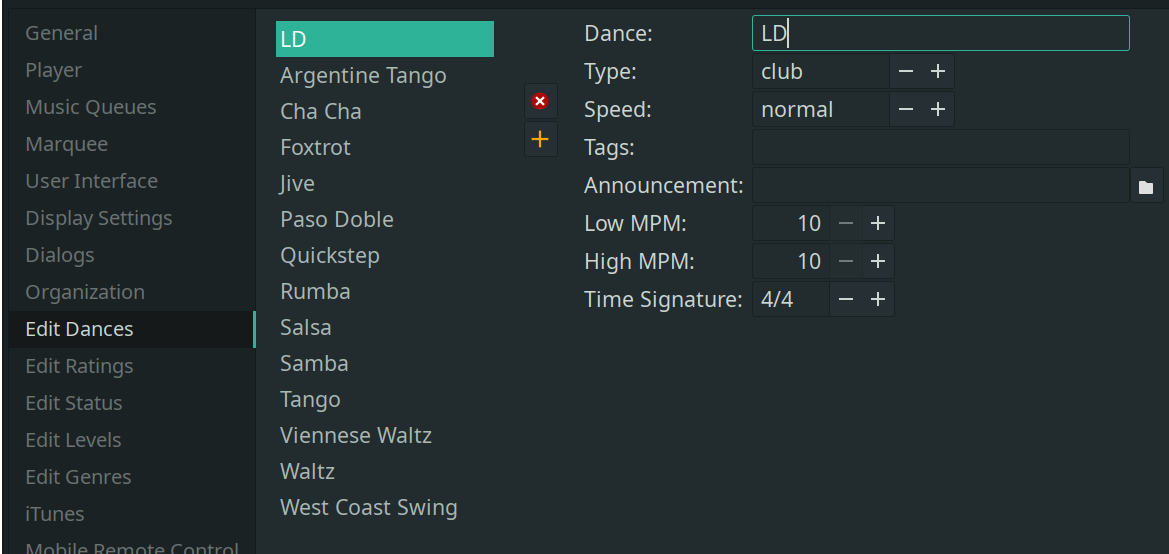 General
Player
Music Queues
Marquee
User Interface
Display Settings
Dialogs
Organization
Edit Dances
Edit Ratings
Edit Status
Edit Levels
Edit Genres
iTunes
Mobile Remote Control
LD
Argentine Tango
Cha Cha
Foxtrot
Jive
Paso Doble
Quickstep
Rumba
Salsa
Samba
Tango
Viennese Waltz
Waltz
West Coast Swing
Dance: LD
Type: club
Speed: normal
Tags:
Announcement:
Low MPM: 10
High MPM: 10
Time Signature: 4/4